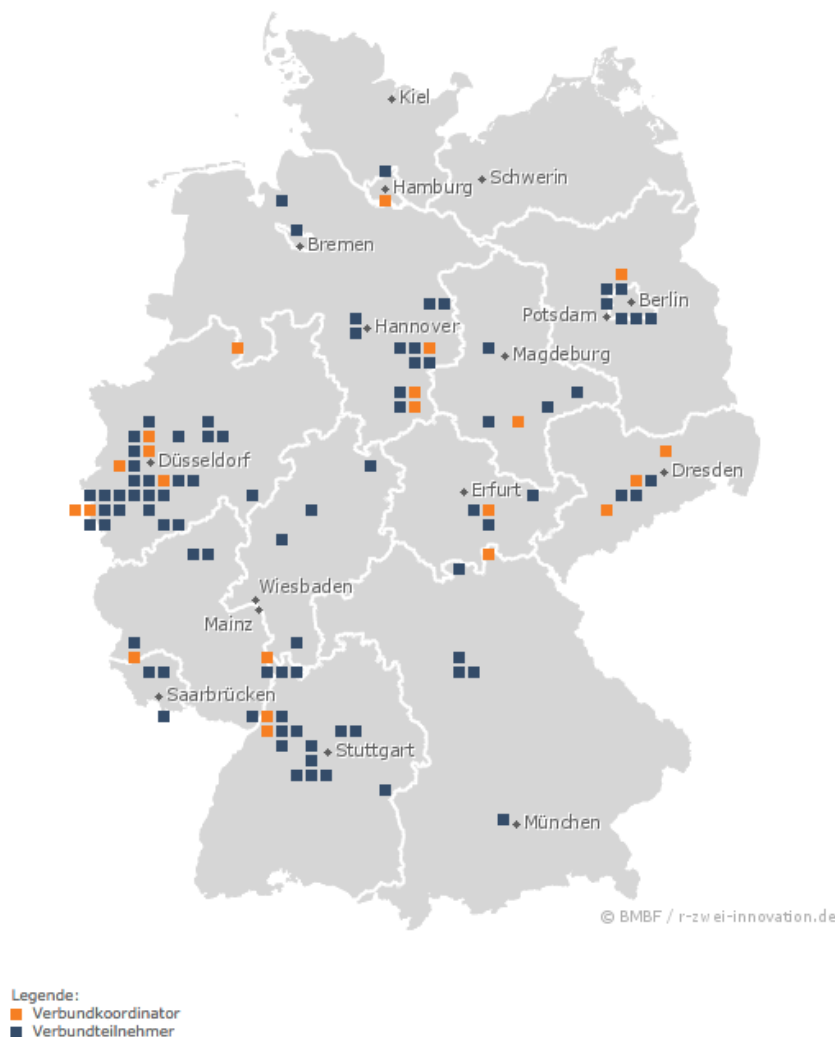 Kiel
Schwerin
Hamburg
Bremen
Berlin
Potsdam
Hannover
Magdeburg
Düsseldorf
Dresden
Erfurt
Wiesbaden
Mainz
Saarbrücken
Stuttgart
München
© BMBF / r-zwei-innovation.de
Legende:
Verbundkoordinator
Verbundteilnehmer